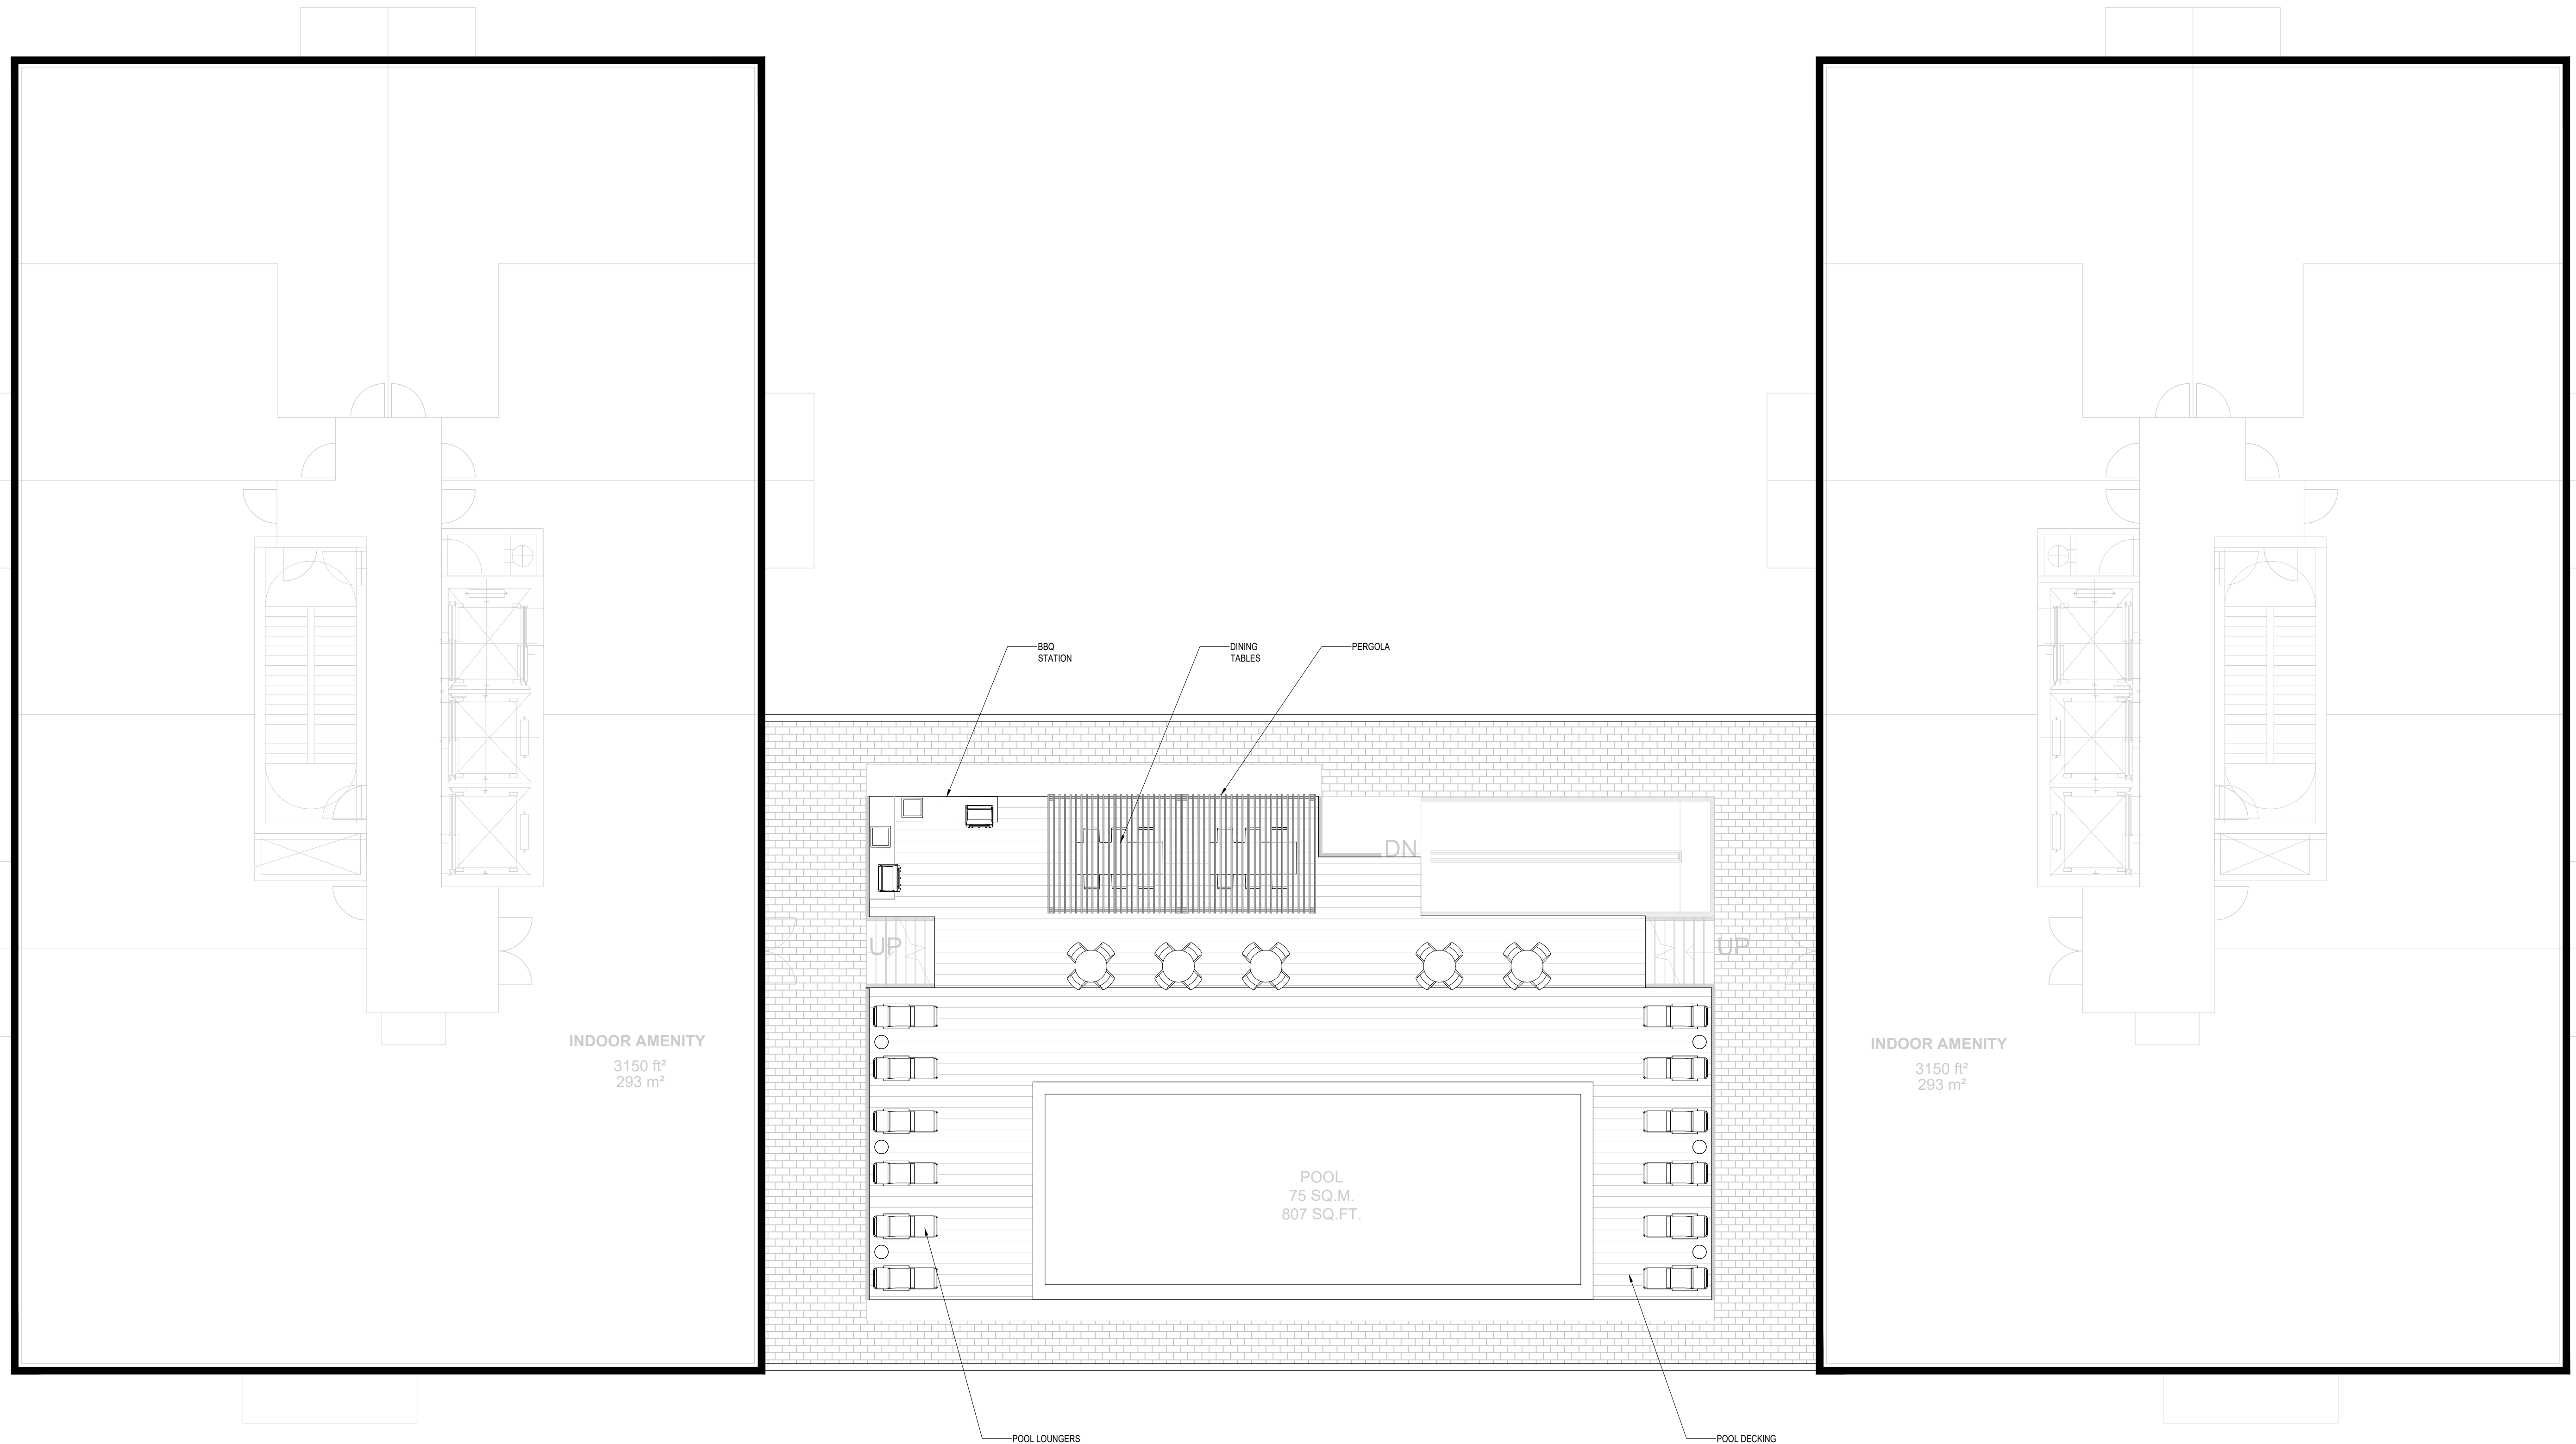 BBQ
STATION
DINING
TABLES
PERGOLA
DN
UP
UP
INDOOR AMENITY
3150 ft²
293 m²
INDOOR AMENITY
3150 ft²
293 m²
POOL
75 SQ.M.
807 SQ.FT.
POOL LOUNGERS
POOL DECKING